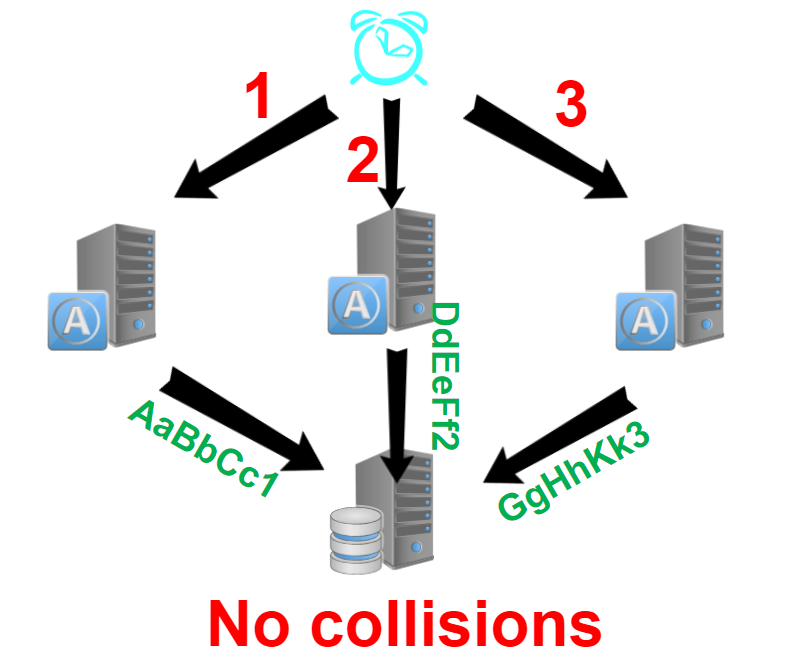 1
2
3
A
A
A
AaBbCc1
DdEeFf2
GgHhKk3
No collisions